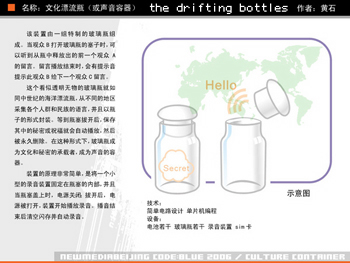 名称：文化漂流瓶（或声音容器） the drifting bottles 作者：黄石
该装置由一组特制的玻璃瓶组
成，当观众 B 打开玻璃瓶的塞子时，可
以听到从瓶中释放出的前一个观众 A
的留言，留言播放结束时，会有提示音
提示此观众 B 给下一个观众 C 留言。
这个看似透明无物的玻璃瓶就如
同中世纪的海洋漂流瓶，从不同的地区
采集各个人群和民族的语言，并且以瓶
子的形式封装，等到瓶塞揭开后，保存
其中的秘密或祝福就会自动播放，然后
被永久删除，在这种形式下，玻璃瓶成
为文化和秘密的承载者，成为声音的容
器。
装置的原理非常简单，是将一个小
型的录音装置固定在瓶塞的内部，并且
当瓶塞盖上时，电源关闭，拔开后，电
源被打开，装置开始播放录音，播音结
束后清空闪存并自动录音。
Hello
Secret
示意图
技术：
简单电路设计 单片机编程
设备：
电池若干 玻璃瓶若干 录音装置 sim 卡
NEWMEDIABEIJING CODE:BLUE 2006 / CULTURE CONTAINER